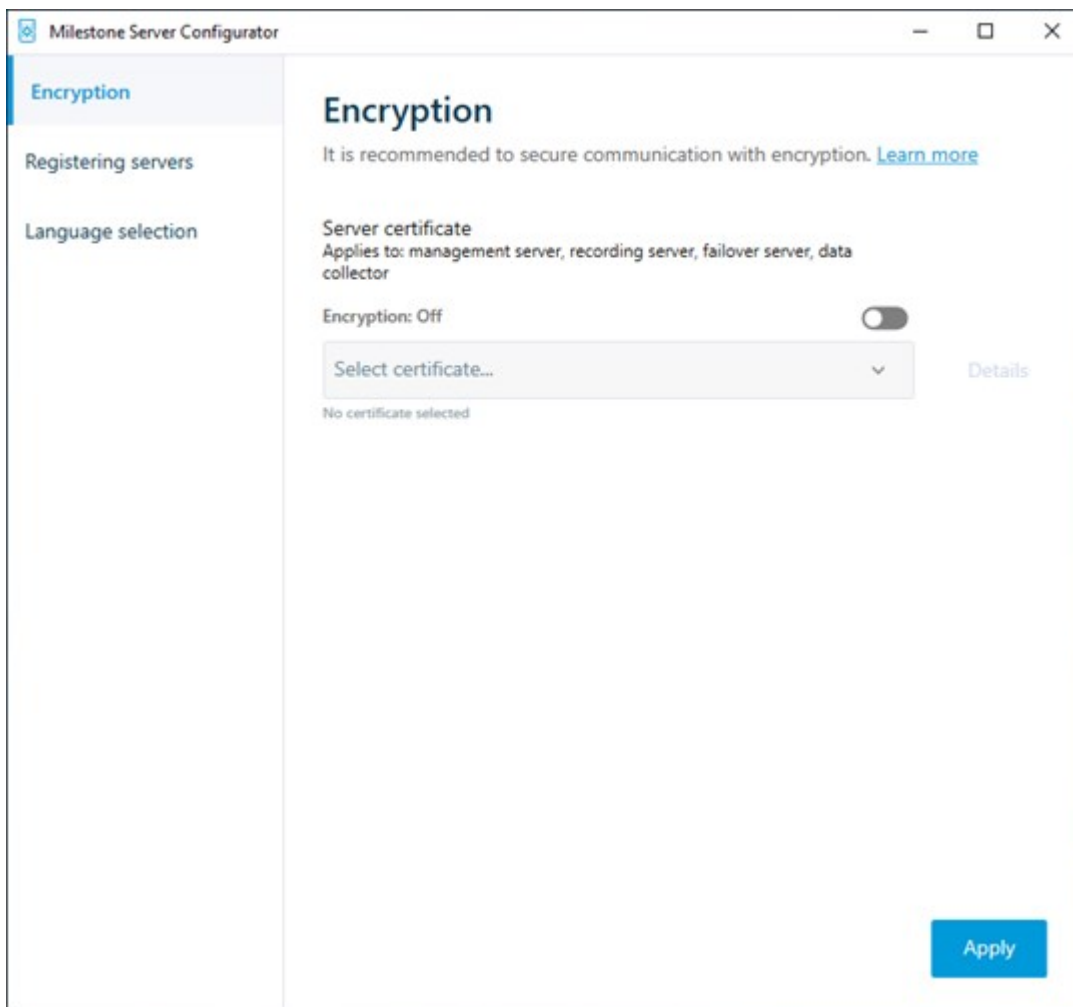 Milestone Server Configurator
Encryption
Registering servers
Language selection
Encryption
It is recommended to secure communication with encryption. Learn more
Server certificate
Applies to: management server, recording server, failover server, data
collector
Encryption: Off
Select certificate...
Details
No certificate selected
Apply